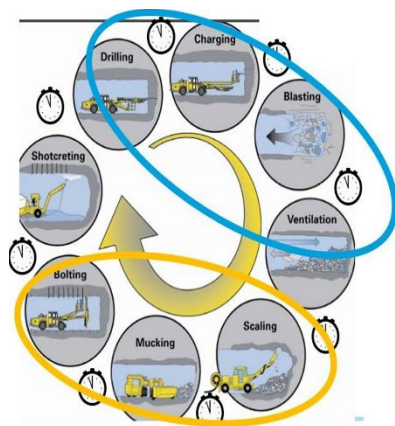 Charging
Drilling
Blasting
Shotcreting
Ventilation
Bolting
Scaling
Mucking